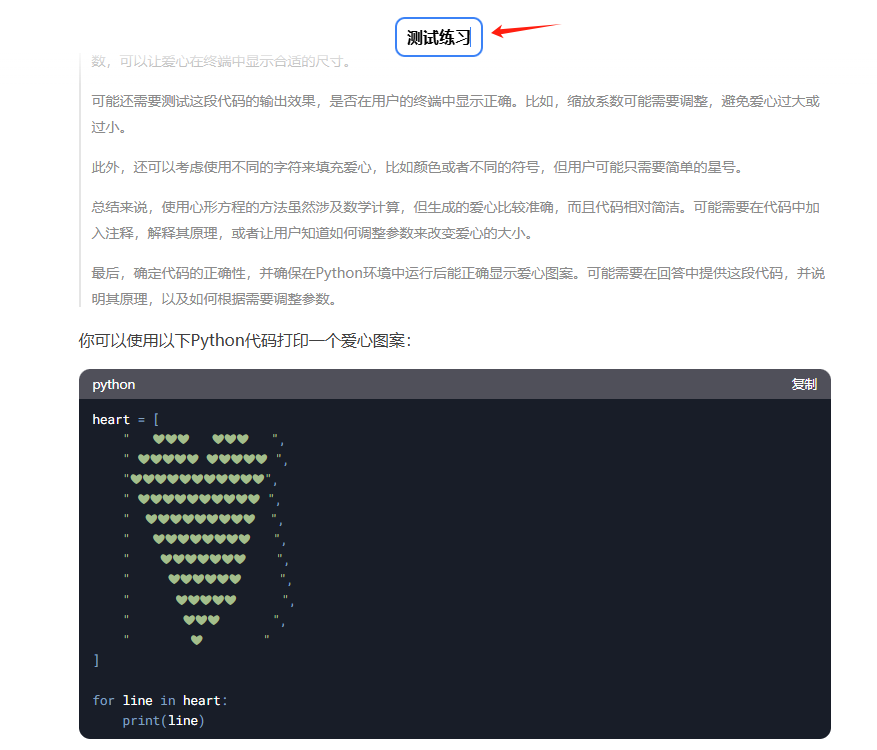 测试练习
数，可以让爱心在终端中显示合适的尺寸。
可能还需要测试这段代码的输出效果，是否在用户的终端中显示正确。比如，缩放系数可能需要调整，避免爱心过大或
过小。
此外，还可以考虑使用不同的字符来填充爱心，比如颜色或者不同的符号，但用户可能只需要简单的星号。
总结来说，使用心形方程的方法虽然涉及数学计算，但生成的爱心比较准确，而且代码相对简洁。可能需要在代码中加
入注释，解释其原理，或者让用户知道如何调整参数来改变爱心的大小。
最后，确定代码的正确性，并确保在Python环境中运行后能正确显示爱心图案。可能需要在回答中提供这段代码，并说
明其原理，以及如何根据需要调整参数。
你可以使用以下Python代码打印一个爱心图案：
python 复制
heart = [
    "   ♥♥♥   ♥♥♥   ",
    " ♥♥♥♥♥ ♥♥♥♥♥ ",
    "♥♥♥♥♥♥♥♥♥♥♥",
    " ♥♥♥♥♥♥♥♥♥♥ ",
    "  ♥♥♥♥♥♥♥♥♥  ",
    "   ♥♥♥♥♥♥♥♥   ",
    "    ♥♥♥♥♥♥♥    ",
    "     ♥♥♥♥♥♥     ",
    "      ♥♥♥♥♥      ",
    "       ♥♥♥       ",
    "        ♥        "
]
for line in heart:
    print(line)